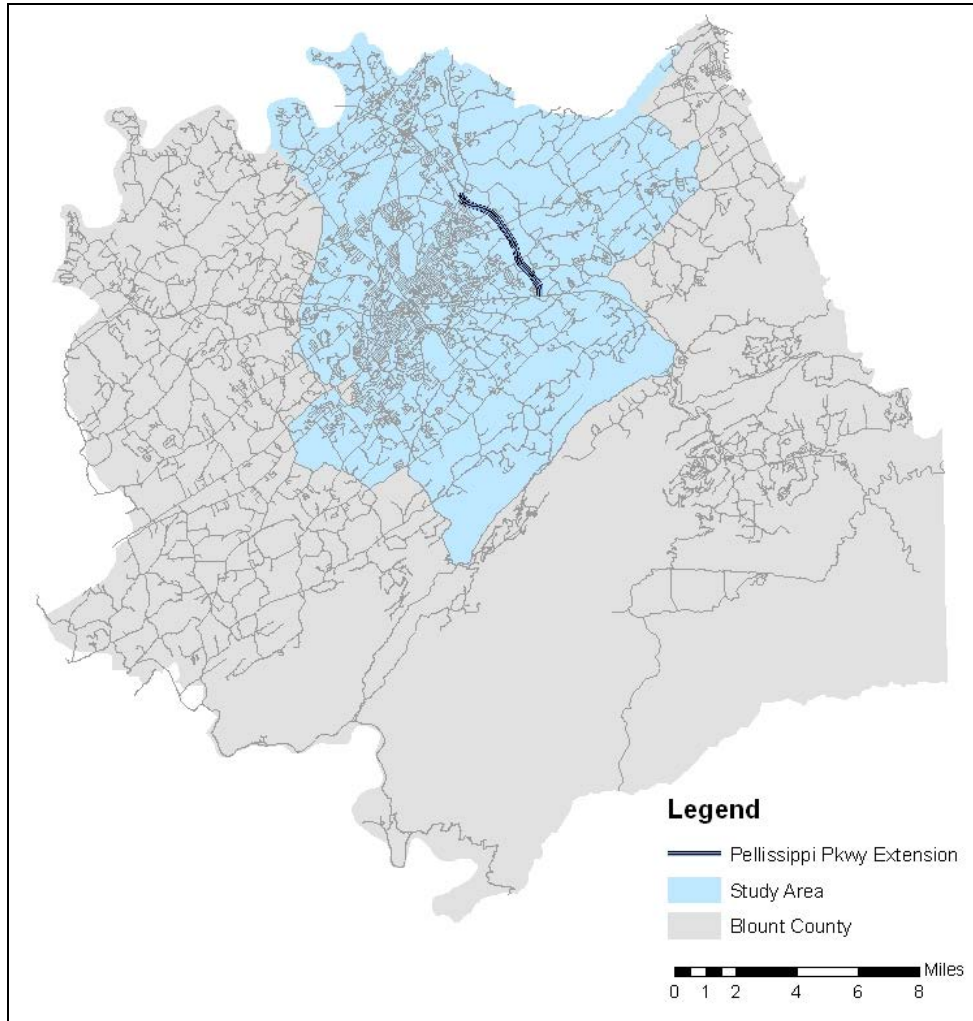 Legend
Pellissippi Pkwy Extension
Study Area
Blount County
Miles
0 1 2 4 6 8